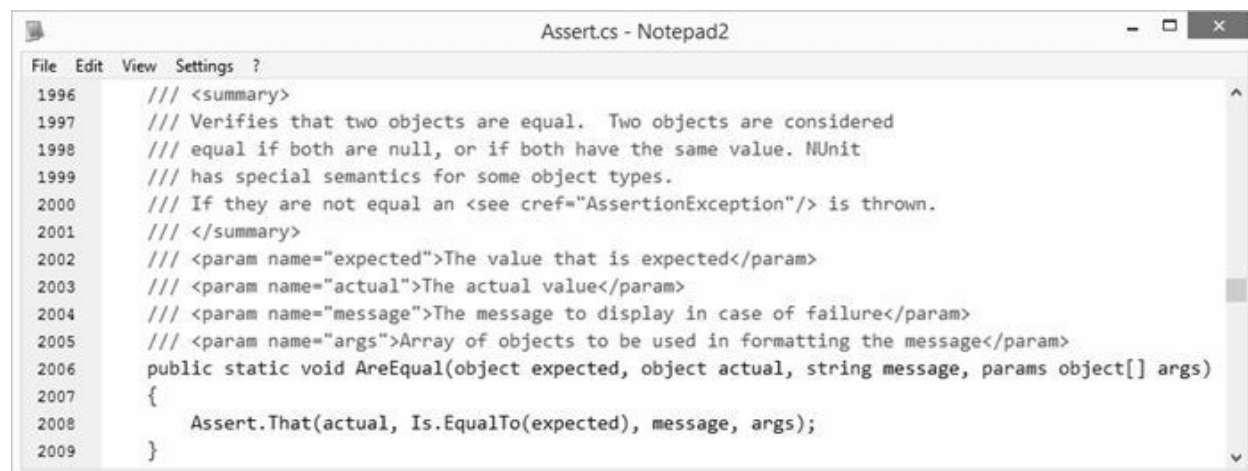 Assert.cs - Notepad2
File Edit View Settings ?
1996 /// <summary>
1997 /// Verifies that two objects are equal.  Two objects are considered
1998 /// equal if both are null, or if both have the same value. NUnit
1999 /// has special semantics for some object types.
2000 /// If they are not equal an <see cref="AssertionException"/> is thrown.
2001 /// </summary>
2002 /// <param name="expected">The value that is expected</param>
2003 /// <param name="actual">The actual value</param>
2004 /// <param name="message">The message to display in case of failure</param>
2005 /// <param name="args">Array of objects to be used in formatting the message</param>
2006 public static void AreEqual(object expected, object actual, string message, params object[] args)
2007 {
2008     Assert.That(actual, Is.EqualTo(expected), message, args);
2009 }